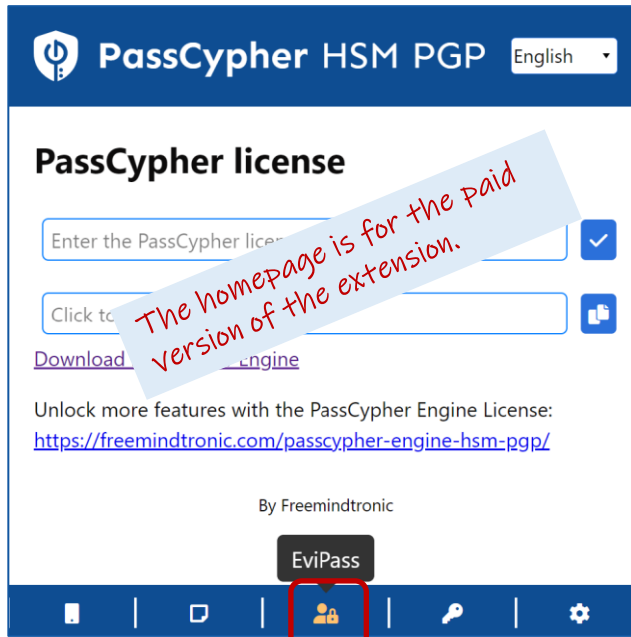 PassCypher HSM PGP
English
PassCypher license
Enter the PassCypher
The homepage is for the paid
version of the extension.
Click
Download
Engine
Unlock more features with the PassCypher Engine License:
https://freemindtronic.com/passcypher-engine-hsm-pgp/
By Freemindtronic
EviPass